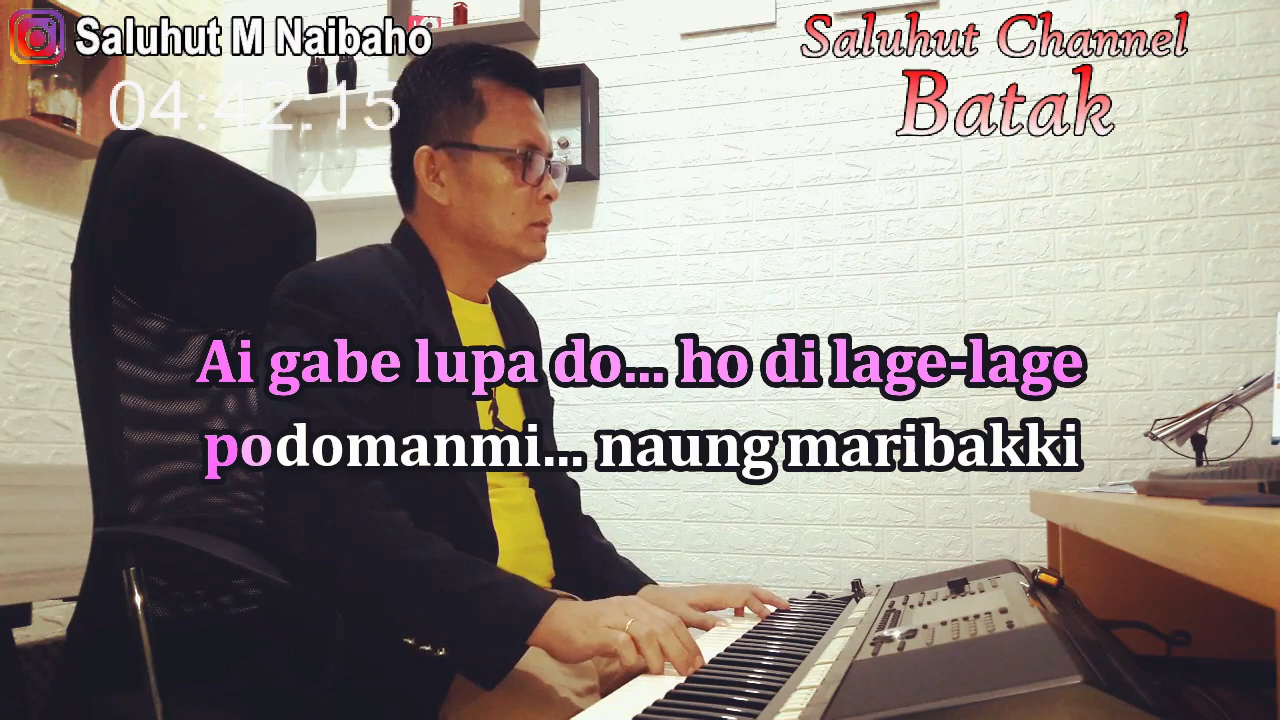 Saluhut M Naibaho
04:42:15
Saluhut Channel
Batak
Ai gabe lupa do... ho di lage-lage
podomanmi... naung maribakki